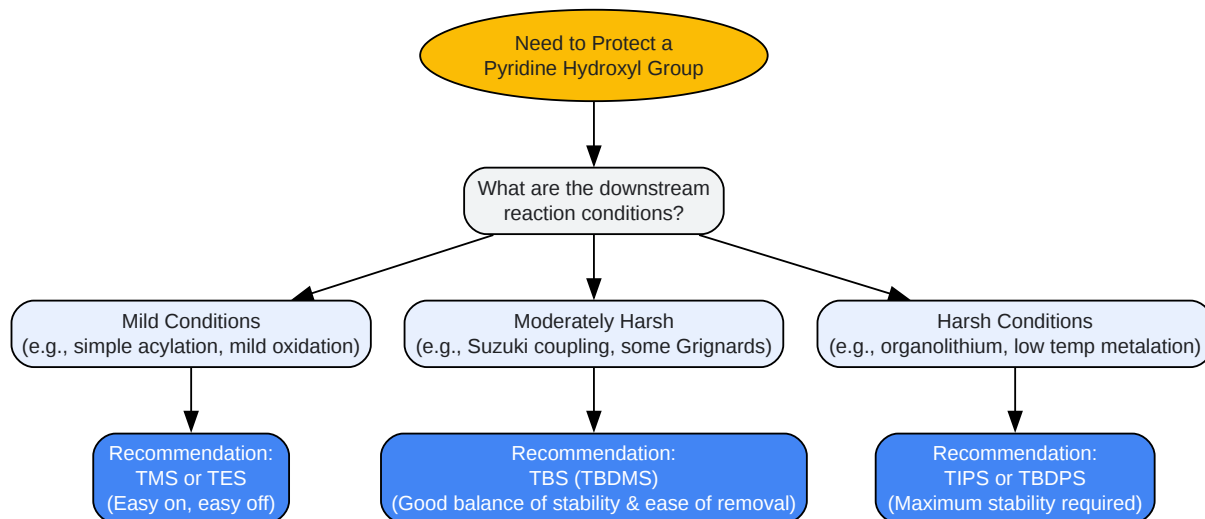 Need to Protect a
Pyridine Hydroxyl Group
What are the downstream
reaction conditions?
Mild Conditions
(e.g., simple acylation, mild oxidation)
Moderately Harsh
(e.g., Suzuki coupling, some Grignards)
Harsh Conditions
(e.g., organolithium, low temp metalation)
Recommendation:
TMS or TES
(Easy on, easy off)
Recommendation:
TBS (TBDMS)
(Good balance of stability & ease of removal)
Recommendation:
TIPS or TBDPS
(Maximum stability required)